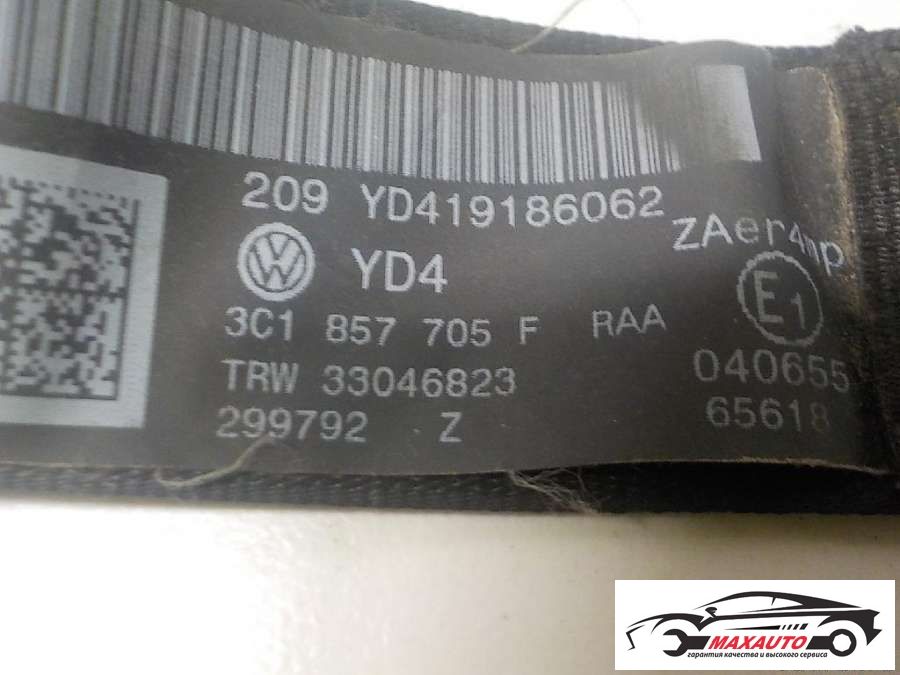 209 YD419186062
ZAer4mp
YD4
E1
3C1 857 705 F RAA
TRW 33046823
040655
299792 Z
65618
MAXAUTO
гарантия качества и высокого сервиса